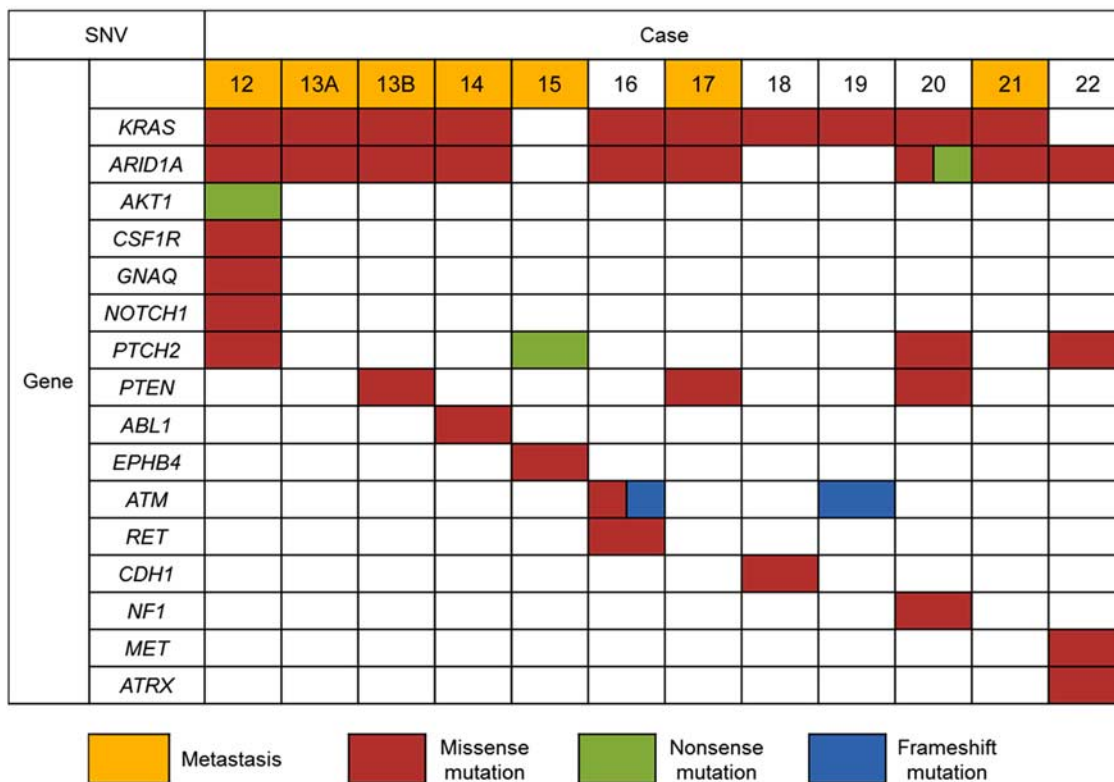 SNV Case
12 13A 13B 14 15 16 17 18 19 20 21 22
KRAS
ARID1A
AKT1
CSF1R
GNAQ
NOTCH1
PTCH2
Gene
PTEN
ABL1
EPHB4
ATM
RET
CDH1
NF1
MET
ATRX
Metastasis
Missense
mutation
Nonsense
mutation
Frameshift
mutation